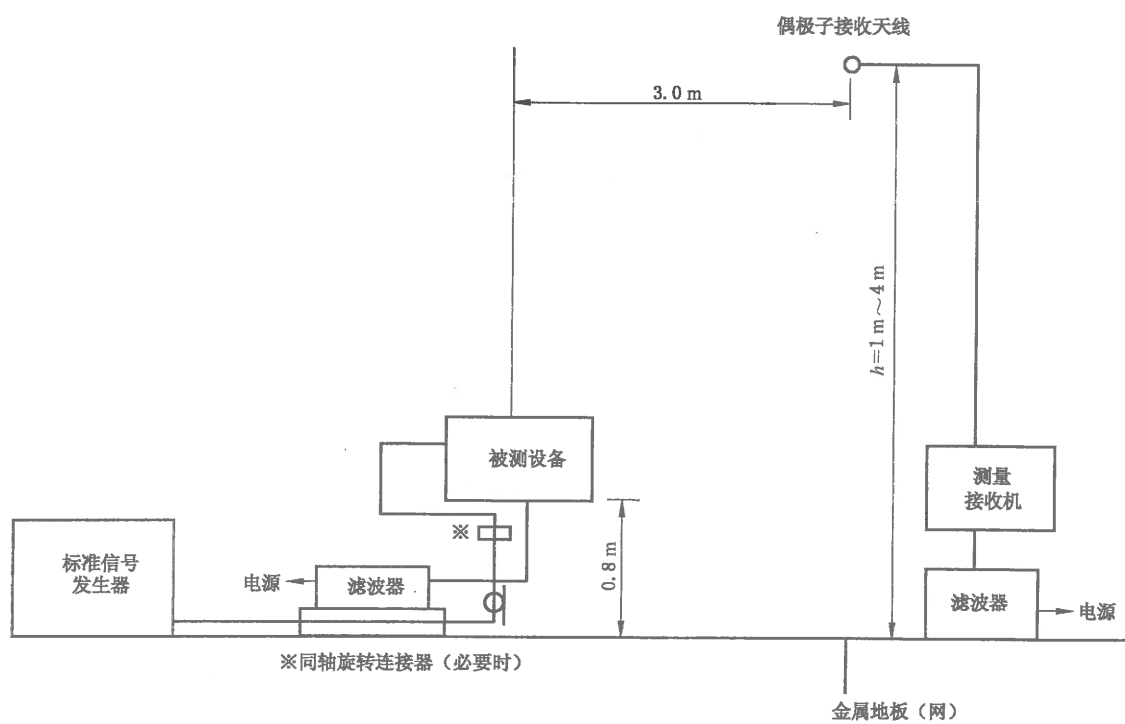 偶极子接收天线
3.0 m
h=1 m～4 m
被测设备
测量
接收机
※
0.8 m
标准信号
发生器
电源
滤波器
滤波器
电源
※同轴旋转连接器（必要时）
金属地板（网）